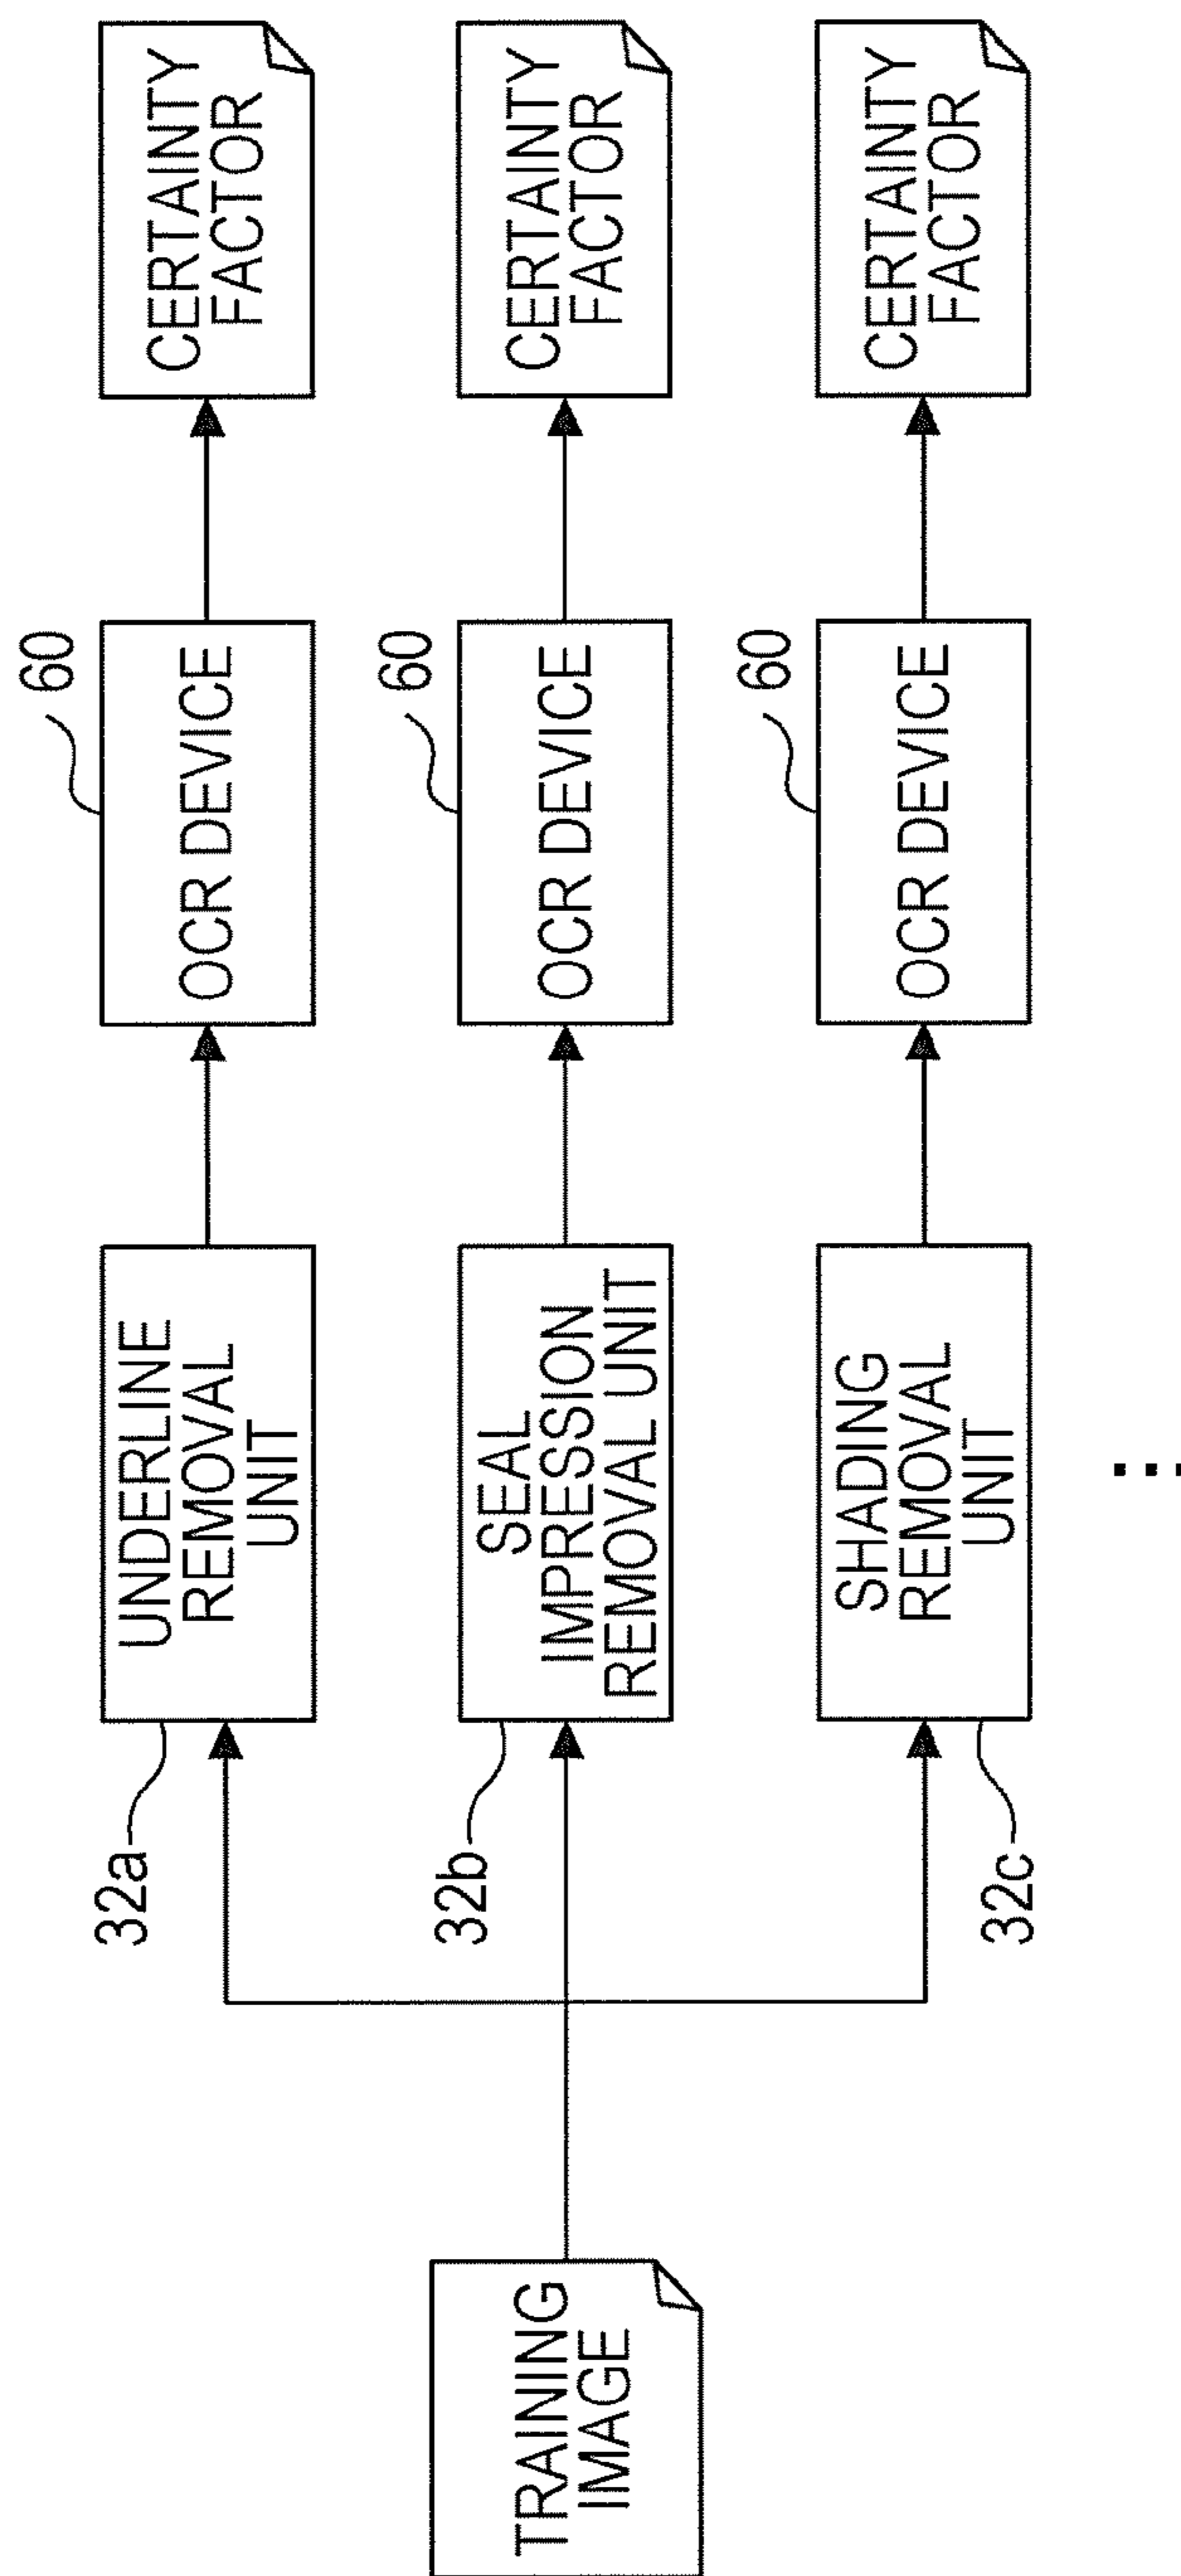 TRAINING
IMAGE
32a
UNDERLINE
REMOVAL
UNIT
60
OCR DEVICE
CERTAINTY
FACTOR
32b
SEAL
IMPRESSION
REMOVAL UNIT
60
OCR DEVICE
CERTAINTY
FACTOR
32c
SHADING
REMOVAL
UNIT
60
OCR DEVICE
CERTAINTY
FACTOR
...